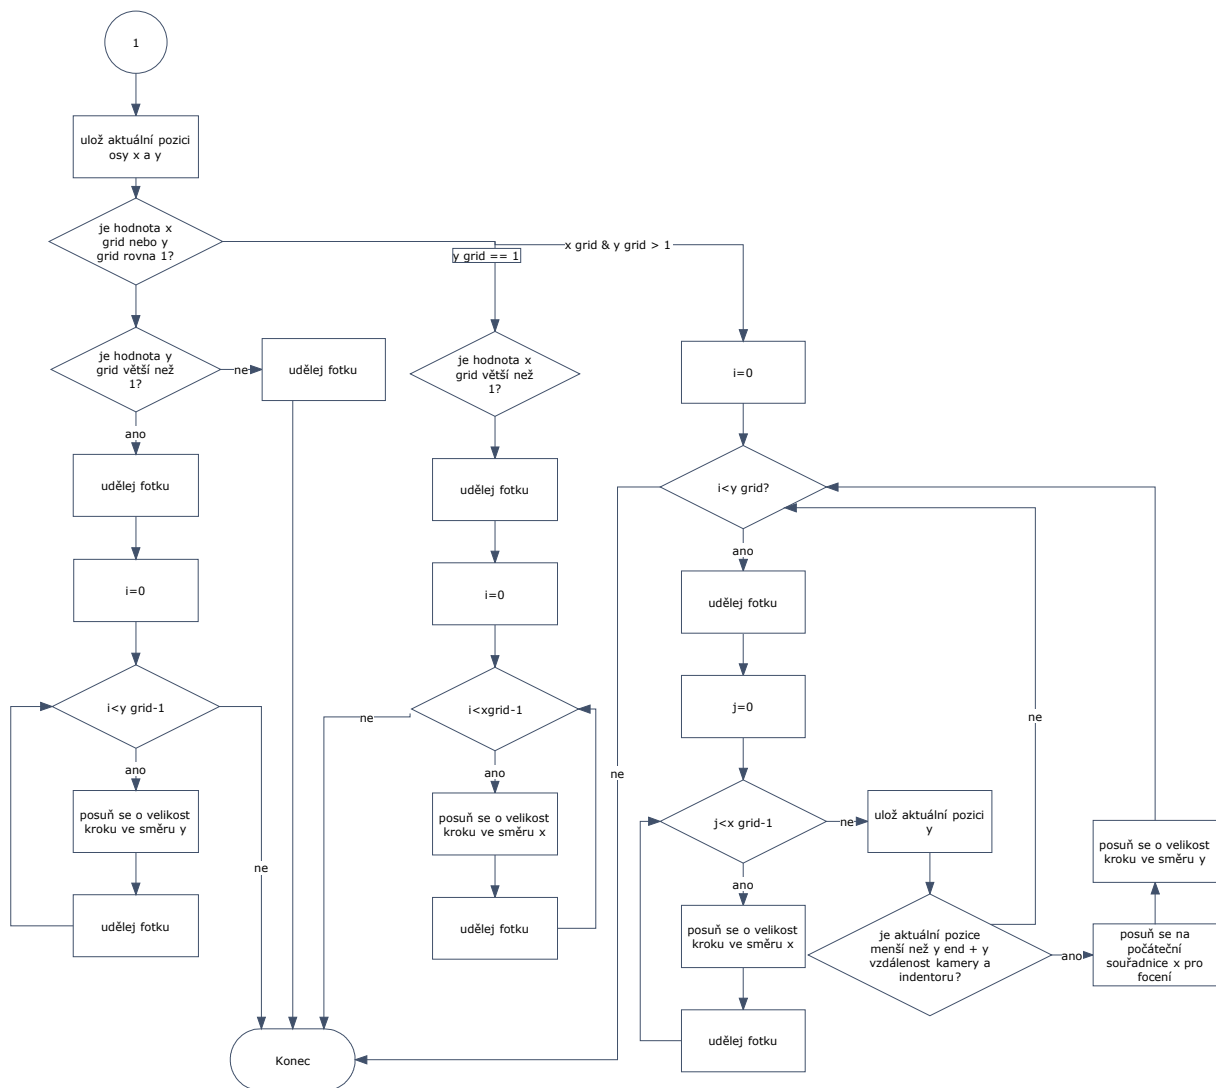 1
ulož aktuální pozici
osy x a y
je hodnota x
grid nebo y
grid rovna 1?
x grid & y grid > 1
y grid == 1
je hodnota y
grid větší než
1?
ne
udělej fotku
je hodnota x
grid větší než
1?
i=0
ano
udělej fotku
udělej fotku
i<y grid?
ano
i=0
i=0
udělej fotku
j=0
i<y grid-1
i<xgrid-1
ne
ne
ne
ano
ano
posuň se o velikost
kroku ve směru y
posuň se o velikost
kroku ve směru x
j<x grid-1
ne
ulož aktuální pozici
y
posuň se o velikost
kroku ve směru y
ne
ano
udělej fotku
udělej fotku
posuň se o velikost
kroku ve směru x
je aktuální pozice
menší než y end + y
vzdálenost kamery a
indentoru?
ano
posuň se na
počáteční
souřadnice x pro
focení
udělej fotku
Konec